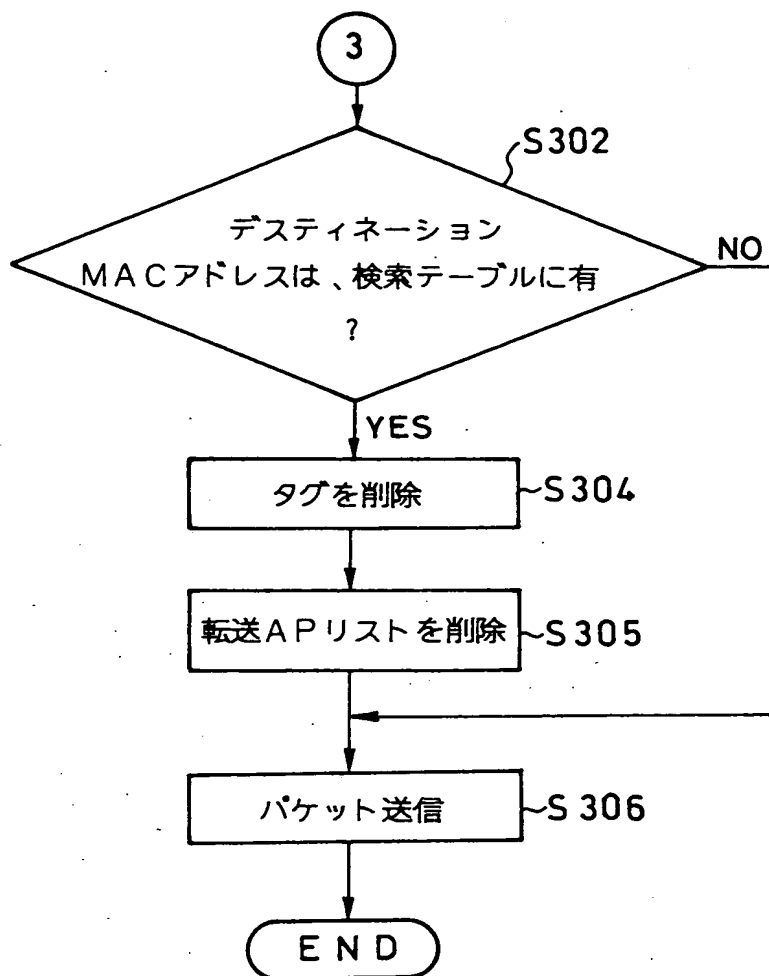 3
S302
デスティネーション
MACアドレスは、検索テーブルに有
?
NO
YES
タグを削除
S304
転送APリストを削除
S305
パケット送信
S306
END